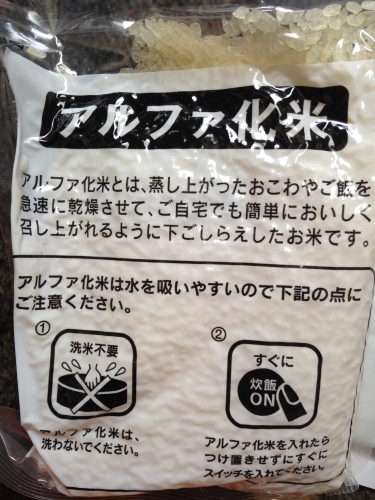 アルファ化米
アルファ化米とは、蒸し上がったおこわやご飯を
急速に乾燥させて、ご自宅でも簡単においしく
召し上がれるように下ごしらえしたお米です。
アルファ化米は水を吸いやすいので下記の点に
ご注意ください。
①
洗米不要
ルファ化米は、
洗わないでください。
②
すぐに
炊飯
ON
アルファ化米を入れたら
つけ置きせずにすぐに
スイッチを入れてください。